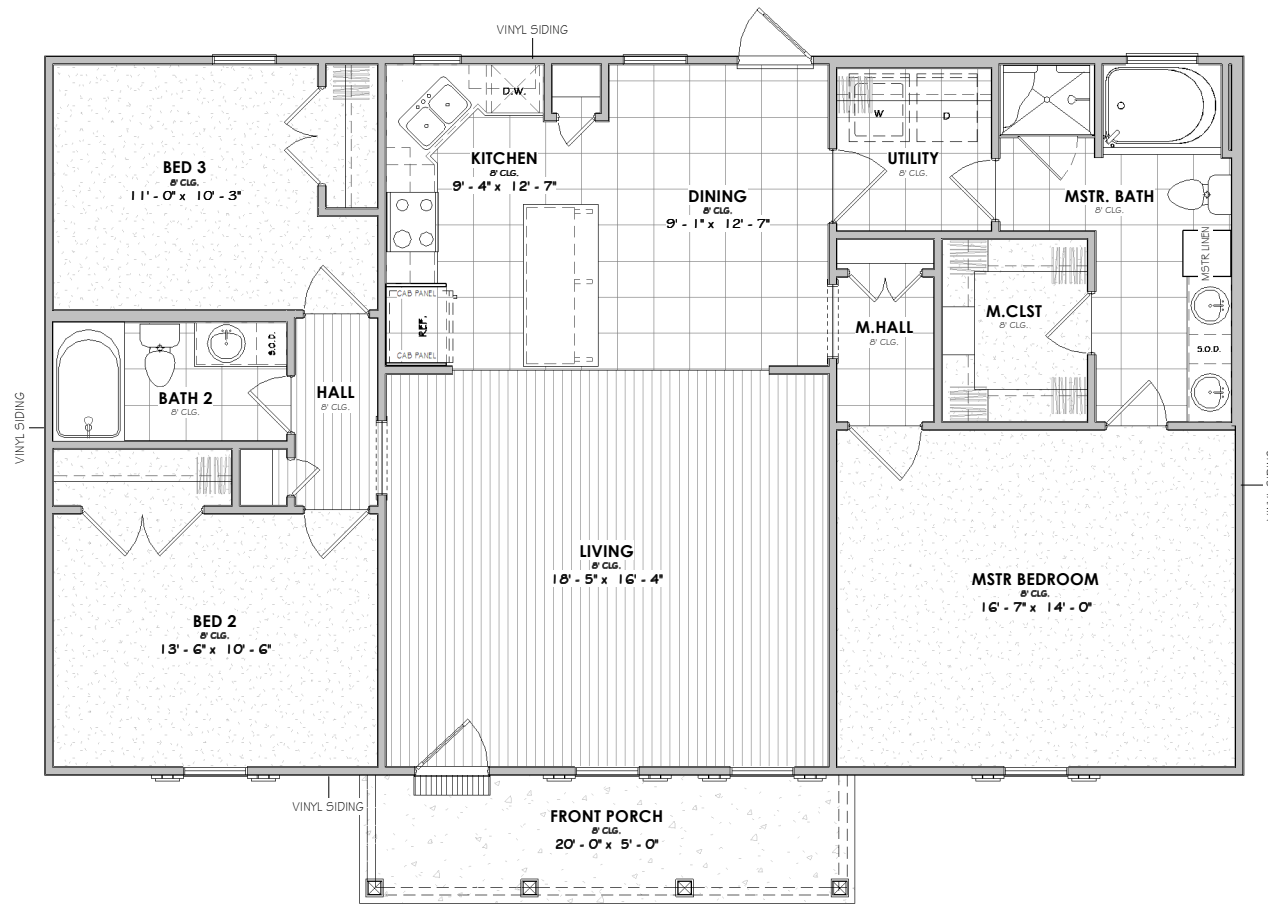 VINYL SIDING
D.W.
W
D
BED 3
8' CLG.
11' - 0" x 10' - 3"
KITCHEN
8' CLG.
9' - 4" x 12' - 7"
DINING
8' CLG.
9' - 1" x 12' - 7"
UTILITY
8' CLG.
MSTR. BATH
8' CLG.
MSTR LINEN
CAB PANEL
REF.
CAB PANEL
M.HALL
8' CLG.
M.CLST
8' CLG.
S.O.D.
S.O.D.
BATH 2
8' CLG.
HALL
8' CLG.
VINYL SIDING
LIVING
8' CLG.
18' - 5" x 16' - 4"
MSTR BEDROOM
8' CLG.
16' - 7" x 14' - 0"
BED 2
8' CLG.
13' - 6" x 10' - 6"
VINYL SIDING
FRONT PORCH
8' CLG.
20' - 0" x 5' - 0"